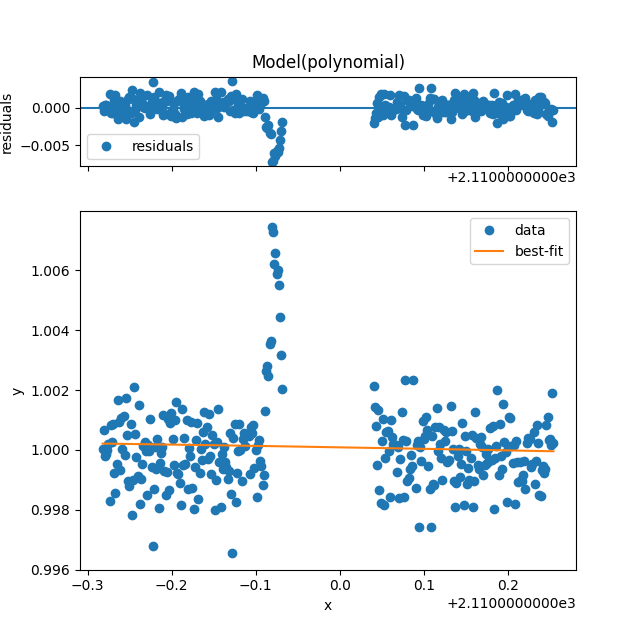 Model(polynomial)
residuals
0.000
−0.005
residuals
+2.1100000000e3
y
1.006
1.004
1.002
1.000
0.998
0.996
data
best-fit
−0.3 −0.2 −0.1 0.0 0.1 0.2
x
+2.1100000000e3